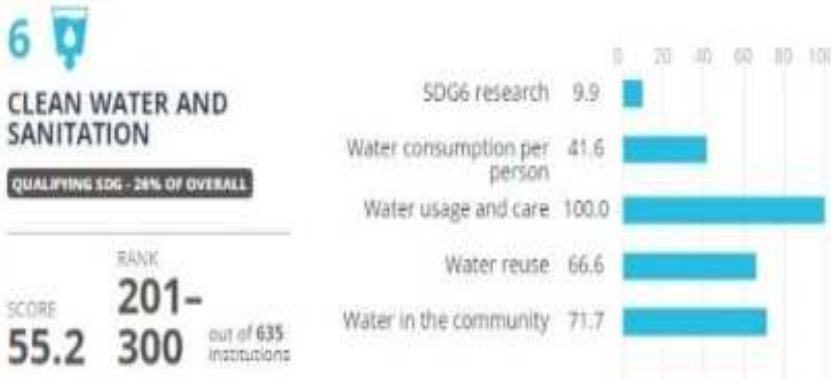 6
CLEAN WATER AND
SANITATION
QUALIFYING SDG - 26% OF OVERALL
SCORE
55.2
RANK
201–
300
out of 635
institutions
0 20 40 60 80 100
SDG6 research 9.9
Water consumption per 41.6
person
Water usage and care 100.0
Water reuse 66.6
Water in the community 71.7